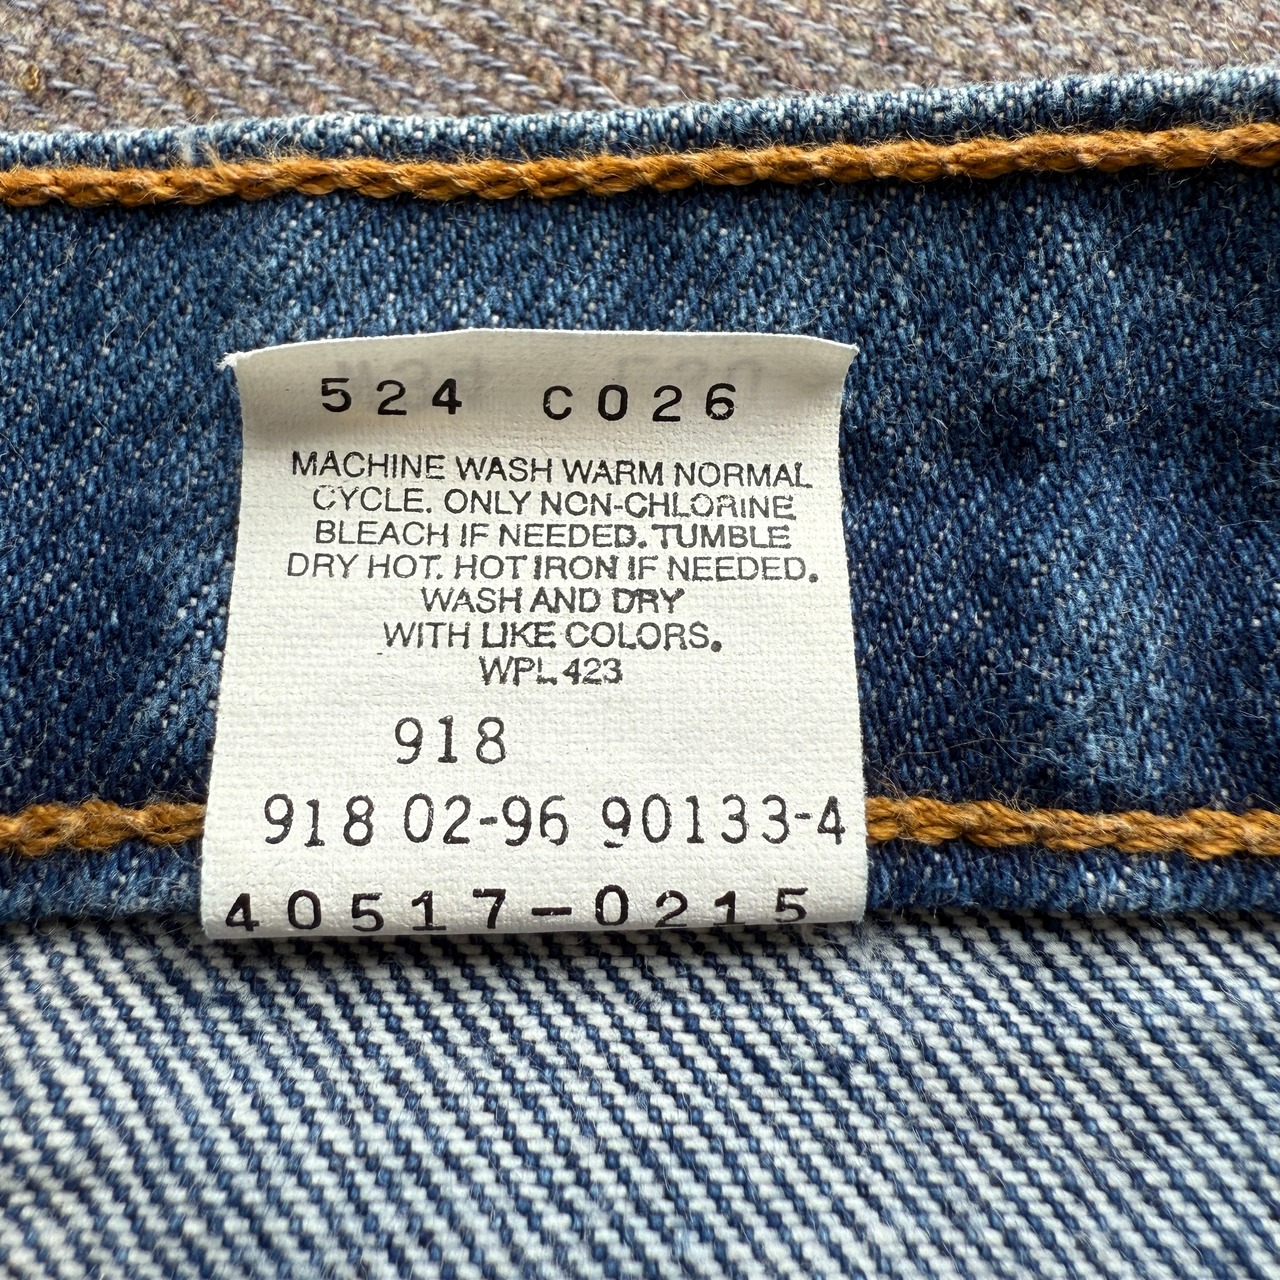 524 C026
MACHINE WASH WARM NORMAL
CYCLE. ONLY NON-CHLORINE
BLEACH IF NEEDED. TUMBLE
DRY HOT. HOT IRON IF NEEDED.
WASH AND DRY
WITH LIKE COLORS.
WPL 423
918
918 02-96 90133-4
40517-0215